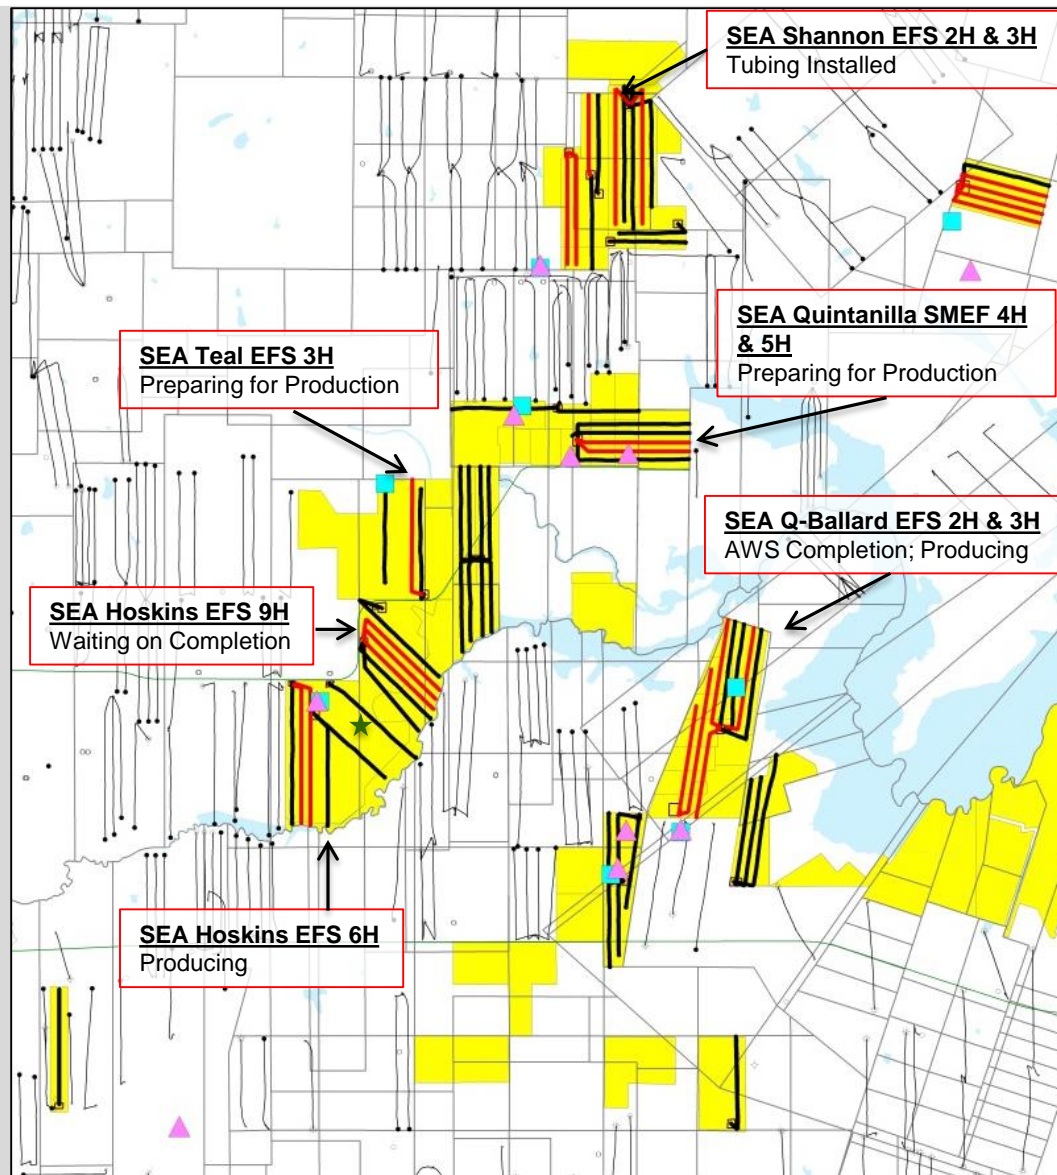 SEA Shannon EFS 2H & 3H
Tubing Installed
SEA Quintanilla SMEF 4H
& 5H
Preparing for Production
SEA Teal EFS 3H
Preparing for Production
SEA Q-Ballard EFS 2H & 3H
AWS Completion; Producing
SEA Hoskins EFS 9H
Waiting on Completion
SEA Hoskins EFS 6H
Producing